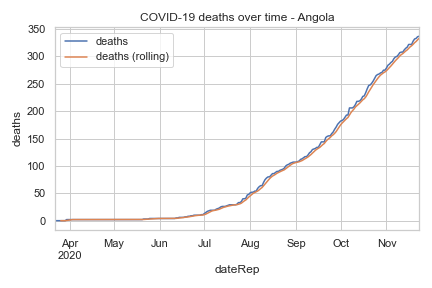 COVID-19 deaths over time - Angola
deaths
deaths (rolling)
350
300
250
200
150
100
50
0
deaths
Apr
2020
May
Jun
Jul
Aug
Sep
Oct
Nov
dateRep